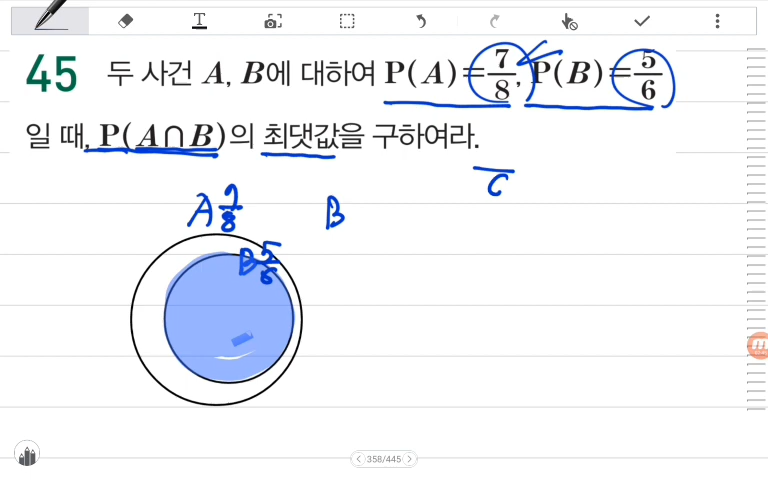 T
45 두 사건 A, B에 대하여 P(A)=7/8, P(B)=5/6
일 때, P(A∩B)의 최댓값을 구하여라.
A 7/8 B
B 5/6
358/445